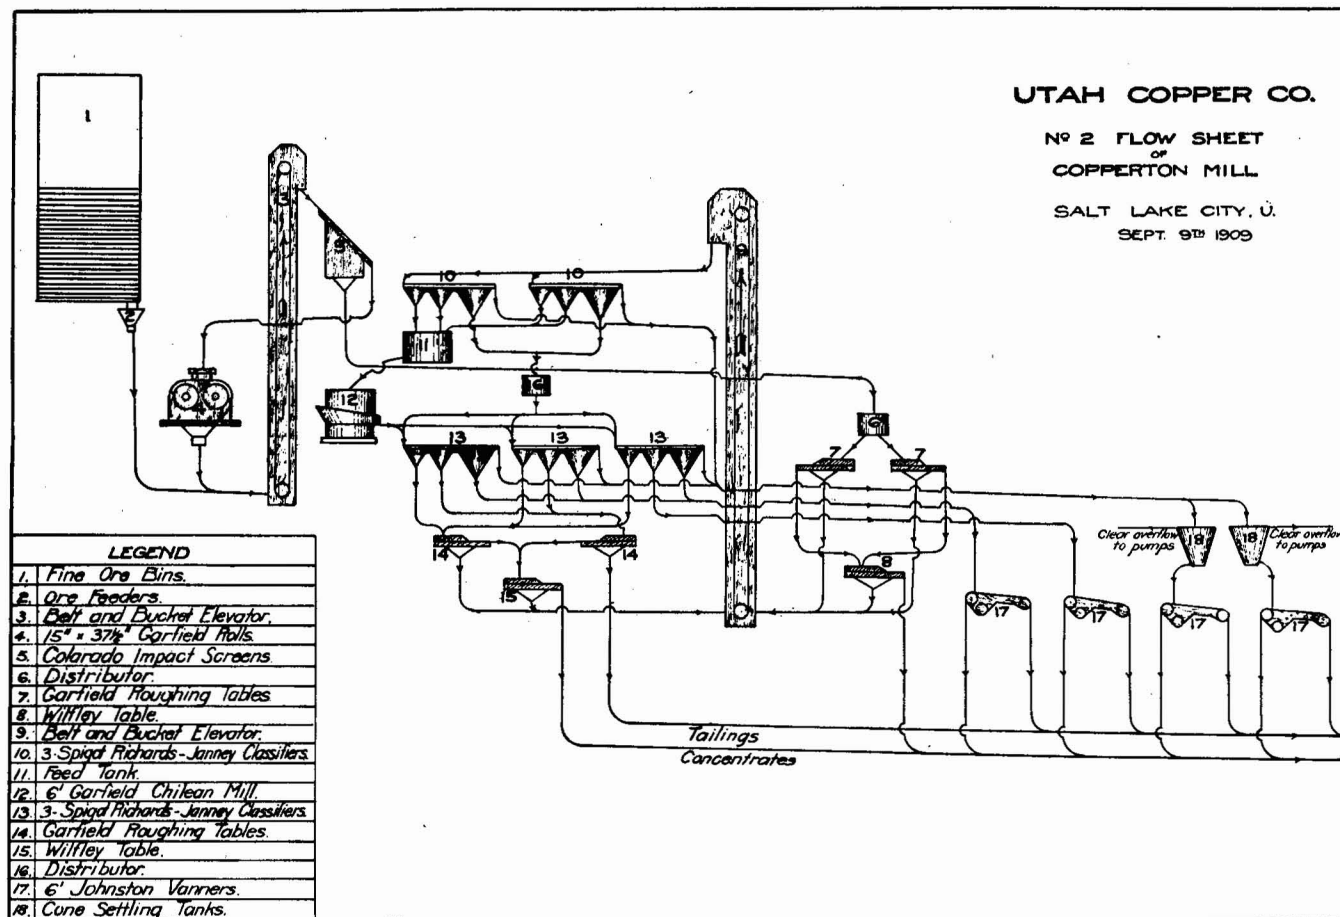 UTAH COPPER CO.
Nº 2 FLOW SHEET
OF
COPPERTON MILL
SALT LAKE CITY, U.
SEPT. 9TH 1909
1
2
3
5
10
10
11
12
16
13
13
13
6
7
7
14
14
15
8
18
18
Clear overflow
to pumps
Clear overflow
to pumps
17
17
17
17
Tailings
Concentrates
LEGEND
1. Fine Ore Bins.
2. Ore Feeders.
3. Belt and Bucket Elevator.
4. 15" x 37½" Garfield Rolls.
5. Colorado Impact Screens.
6. Distributor.
7. Garfield Roughing Tables
8. Wilfley Table.
9. Belt and Bucket Elevator.
10. 3-Spigot Richards-Janney Classifiers.
11. Feed Tank.
12. 6' Garfield Chilean Mill.
13. 3-Spigot Richards-Janney Classifiers.
14. Garfield Roughing Tables.
15. Wilfley Table.
16. Distributor.
17. 6' Johnston Vanners.
18. Cone Settling Tanks.